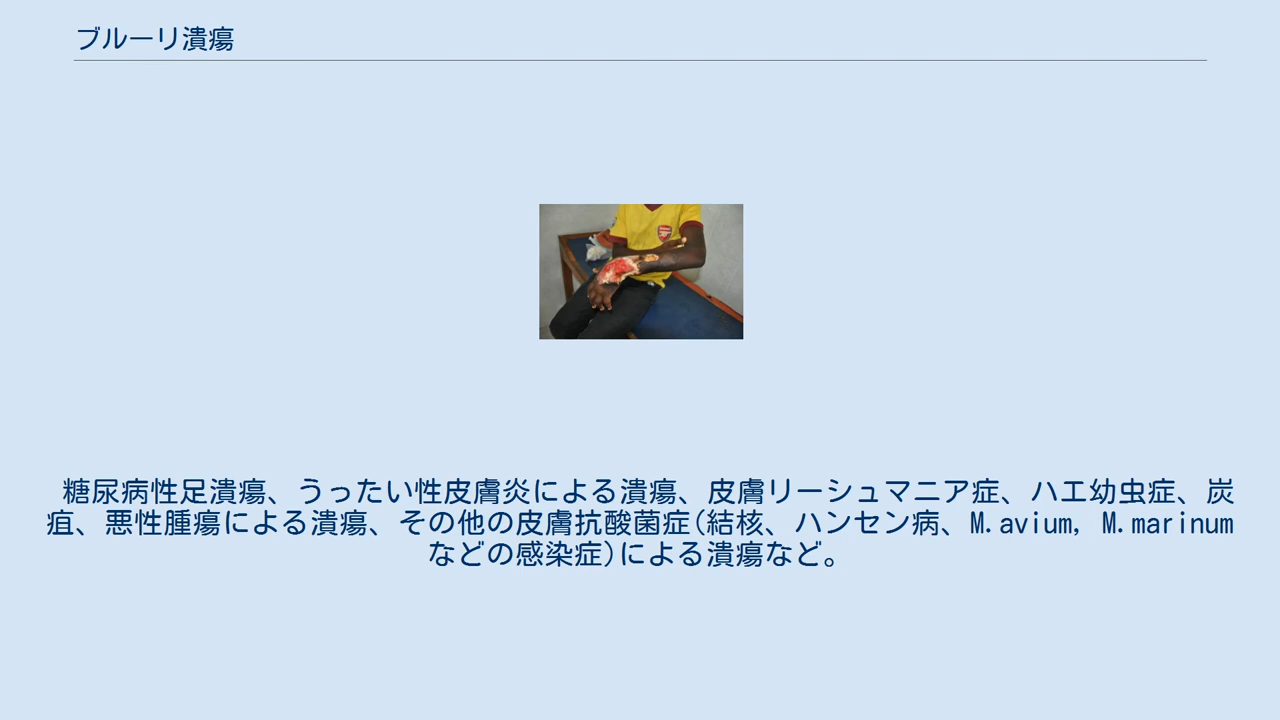 ブルーリ潰瘍
糖尿病性足潰瘍、うったい性皮膚炎による潰瘍、皮膚リーシュマニア症、ハエ幼虫症、炭
疽、悪性腫瘍による潰瘍、その他の皮膚抗酸菌症(結核、ハンセン病、M.avium, M.marinum
などの感染症)による潰瘍など。